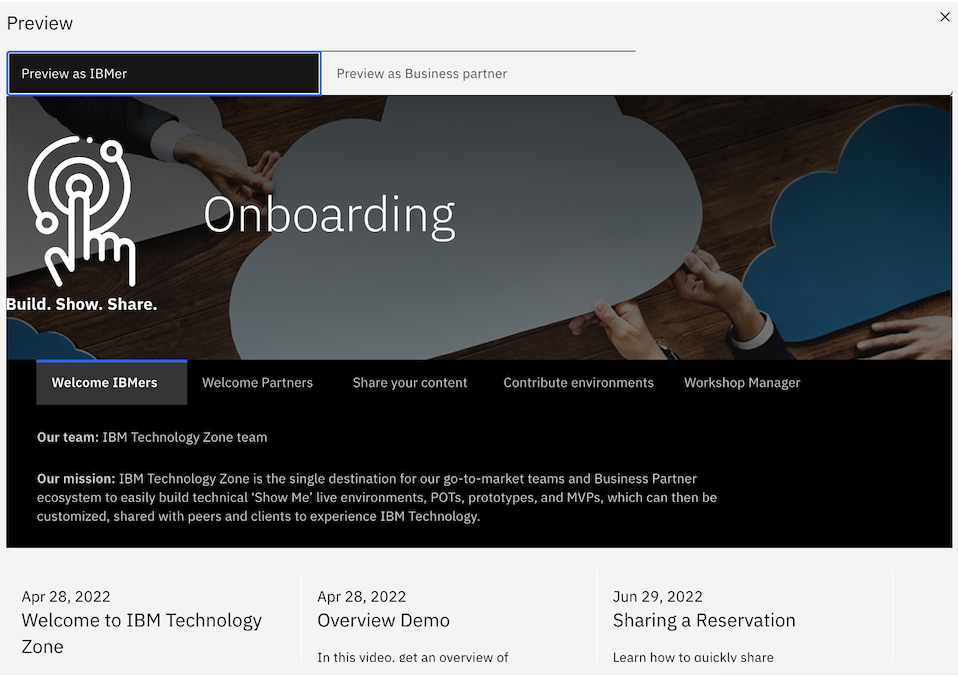 Preview
Preview as IBMer
Preview as Business partner
Onboarding
Build. Show. Share.
Welcome IBMers
Welcome Partners
Share your content
Contribute environments
Workshop Manager
Our team: IBM Technology Zone team
Our mission: IBM Technology Zone is the single destination for our go-to-market teams and Business Partner
ecosystem to easily build technical ‘Show Me’ live environments, POTs, prototypes, and MVPs, which can then be
customized, shared with peers and clients to experience IBM Technology.
Apr 28, 2022
Welcome to IBM Technology
Zone
Apr 28, 2022
Overview Demo
In this video, get an overview of
Jun 29, 2022
Sharing a Reservation
Learn how to quickly share